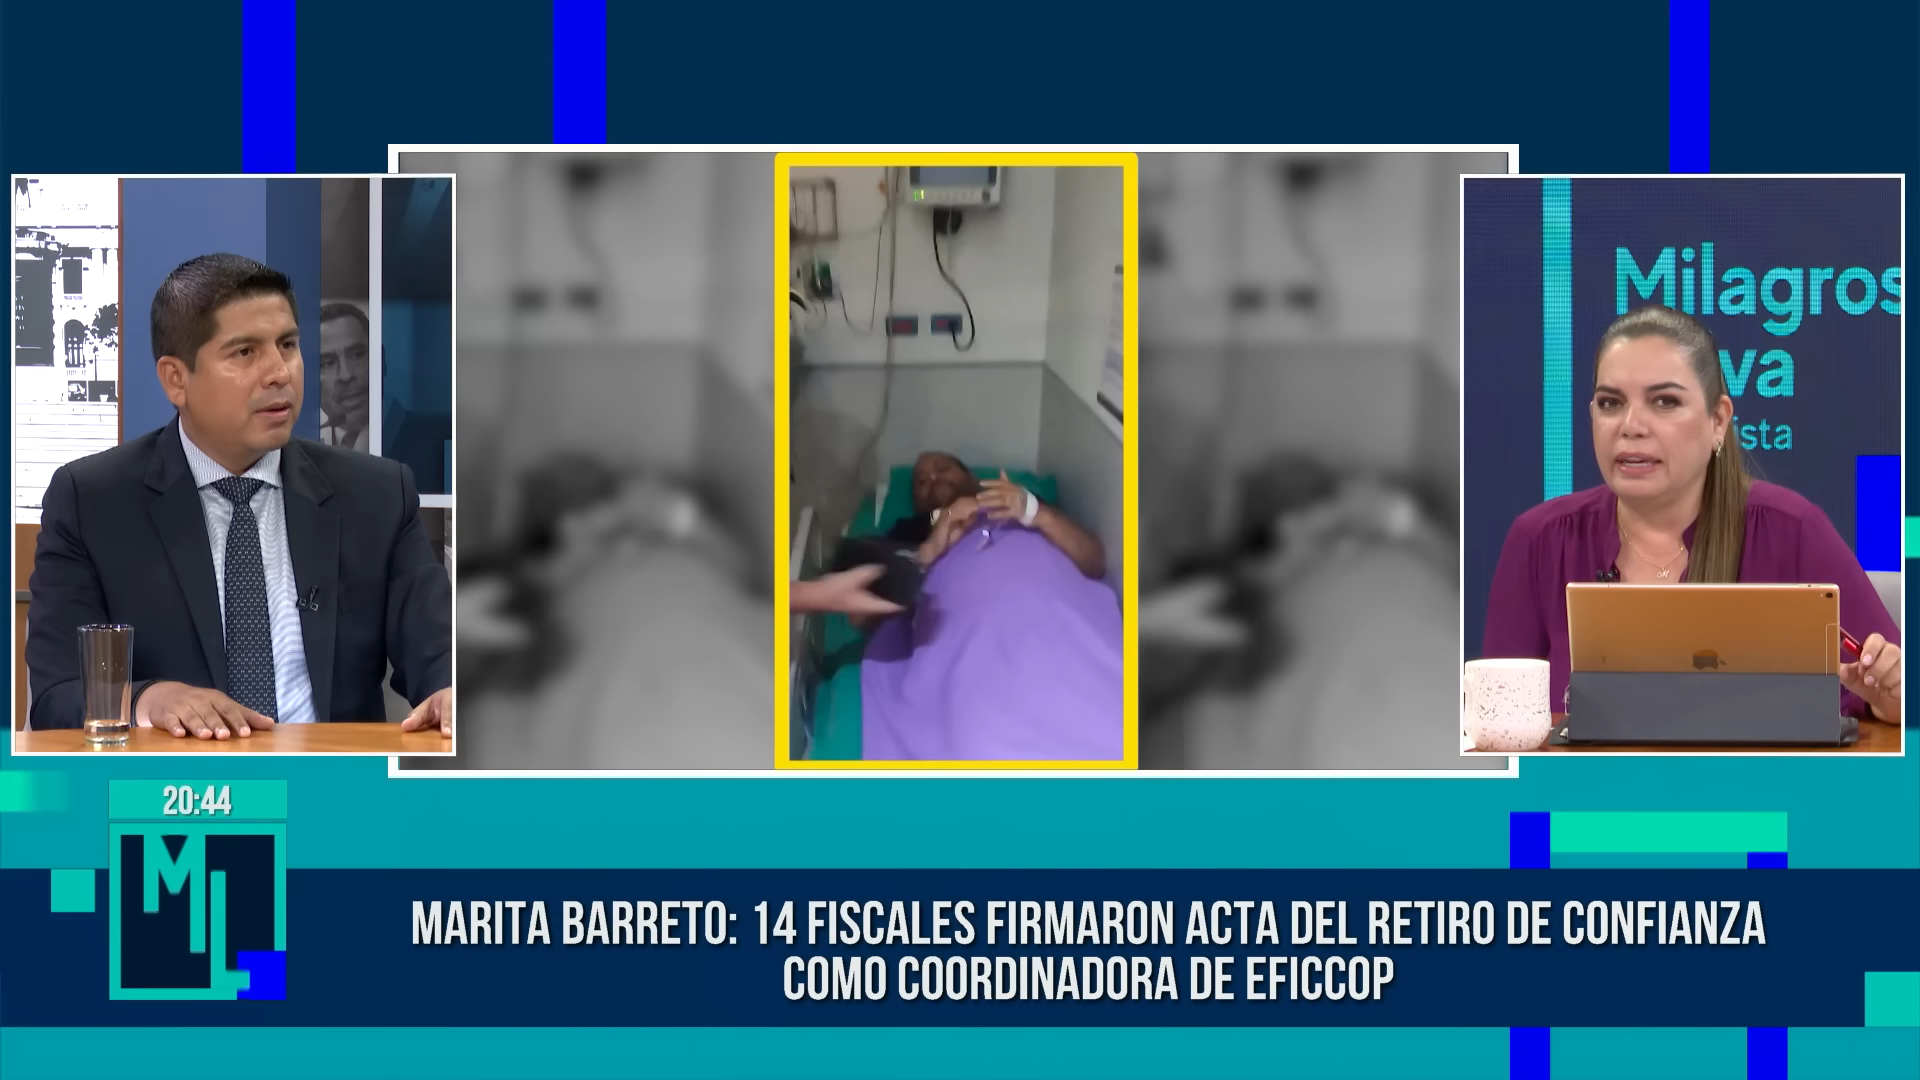 Milagros
va
ista
20:44
ML
MARITA BARRETO: 14 FISCALES FIRMARON ACTA DEL RETIRO DE CONFIANZA
COMO COORDINADORA DE EFICCOP